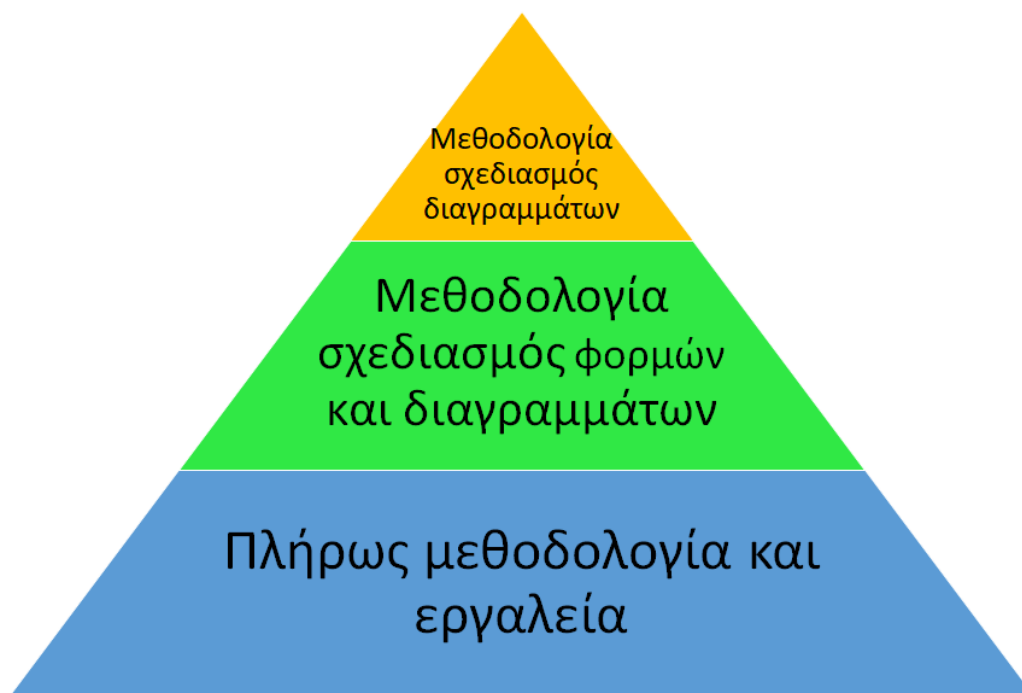 Μεθοδολογία
σχεδιασμός
διαγραμμάτων
Μεθοδολογία
σχεδιασμός φορμών
και διαγραμμάτων
Πλήρως μεθοδολογία και
εργαλεία